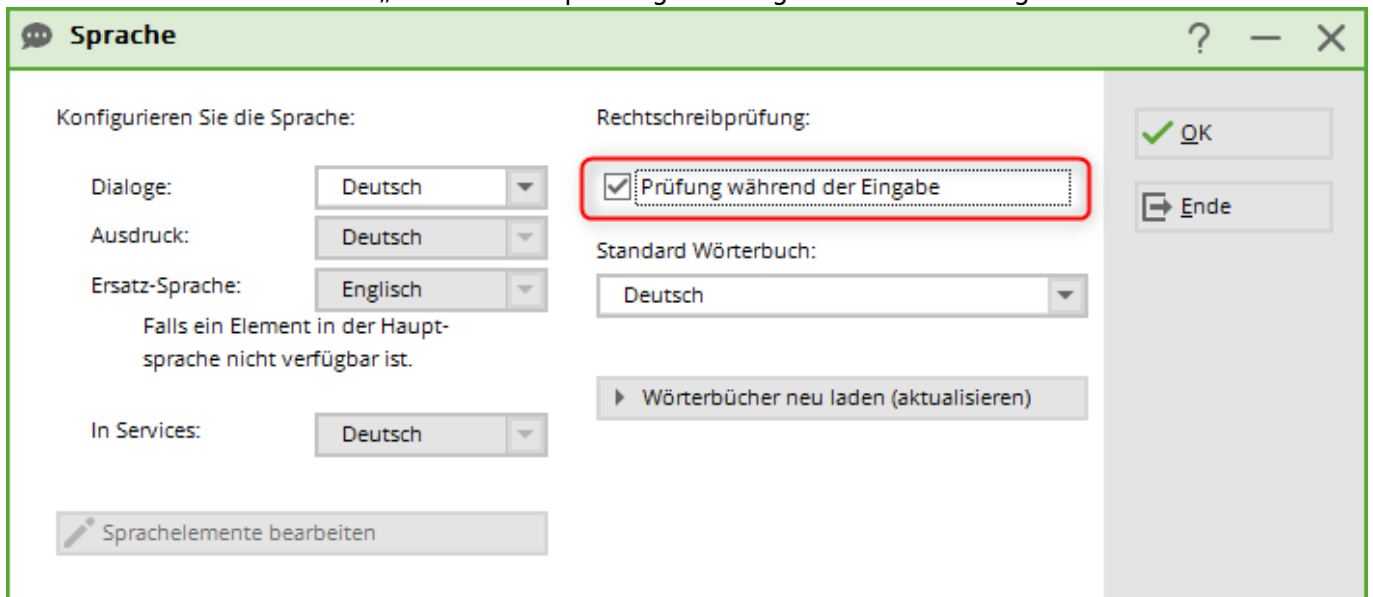 Sprache
Konfigurieren Sie die Sprache:
Dialoge: Deutsch
Ausdruck: Deutsch
Ersatz-Sprache: Englisch
Falls ein Element in der Haupt-
sprache nicht verfügbar ist.
In Services: Deutsch
Sprachelemente bearbeiten
Rechtschreibprüfung:
Prüfung während der Eingabe
Standard Wörterbuch:
Deutsch
Wörterbücher neu laden (aktualisieren)
OK
Ende